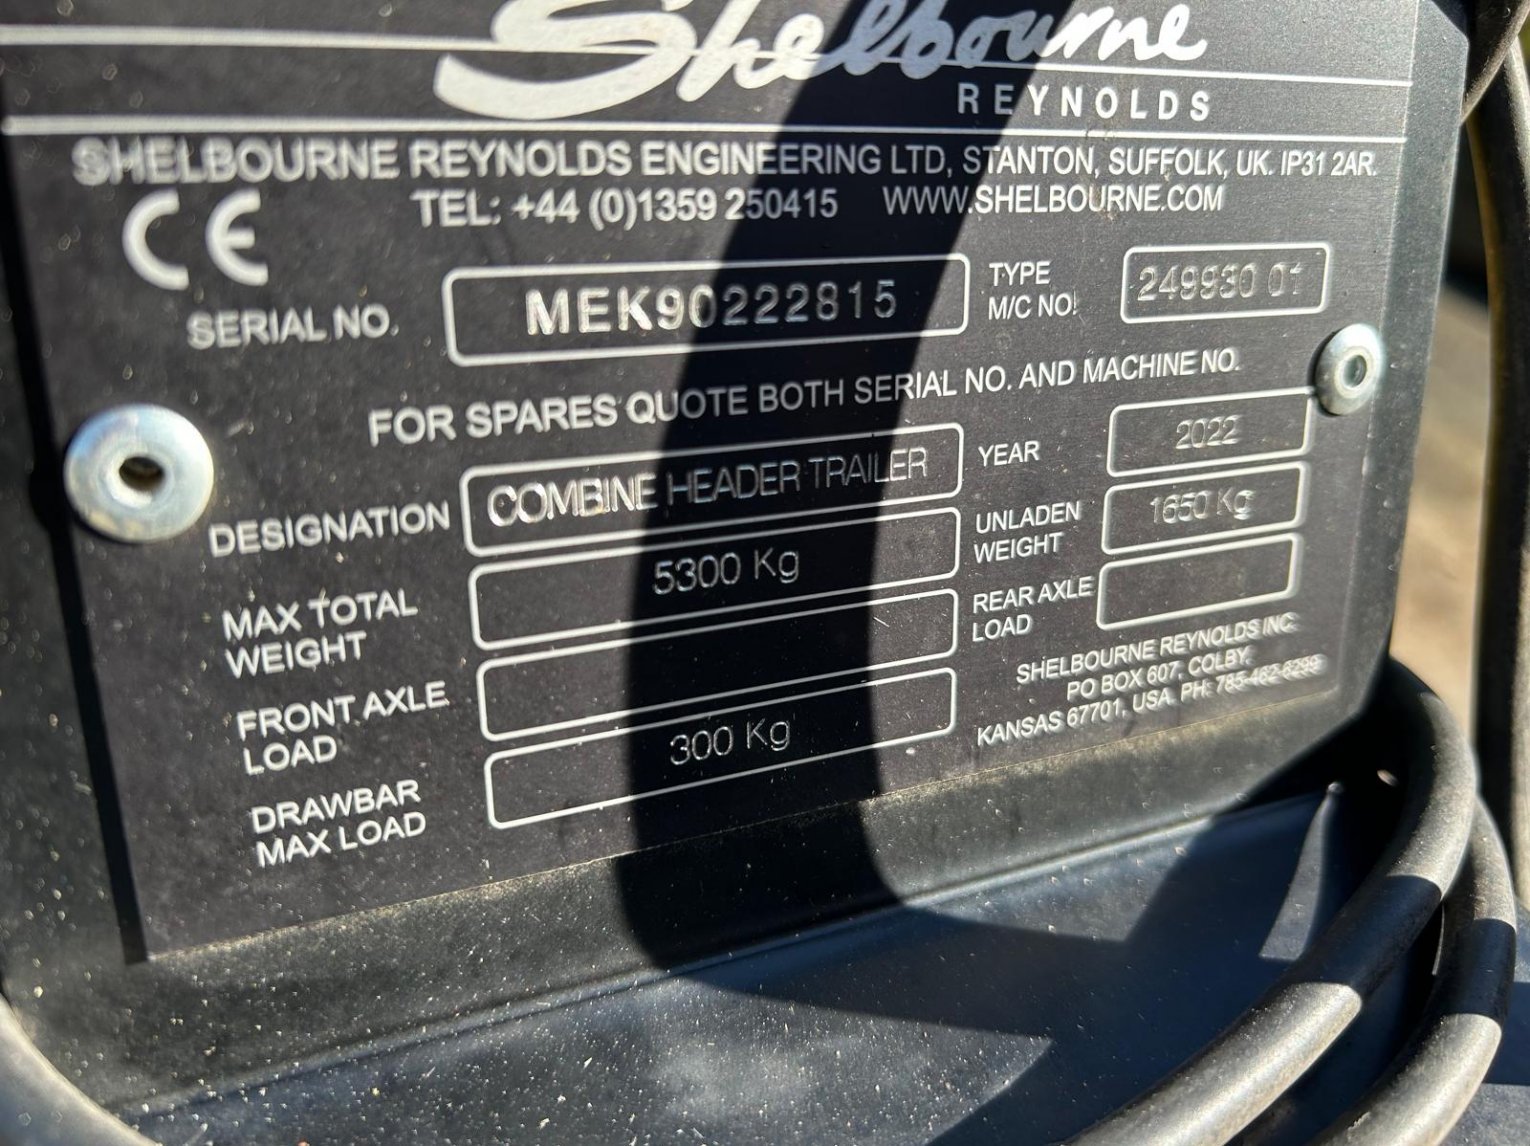 Shelbourne
REYNOLDS
SHELBOURNE REYNOLDS ENGINEERING LTD, STANTON, SUFFOLK, UK. IP31 2AR.
TEL: +44 (0)1359 250415 WWW.SHELBOURNE.COM
CE
SERIAL NO. MEK90222815 TYPE M/C NO: 249930 01
FOR SPARES QUOTE BOTH SERIAL NO. AND MACHINE NO.
DESIGNATION COMBINE HEADER TRAILER YEAR 2022
MAX TOTAL WEIGHT 5300 Kg UNLADEN WEIGHT 1650 Kg
FRONT AXLE LOAD REAR AXLE LOAD
DRAWBAR MAX LOAD 300 Kg
SHELBOURNE REYNOLDS INC.
PO BOX 607, COLBY,
KANSAS 67701, USA. PH: 785-462-6299